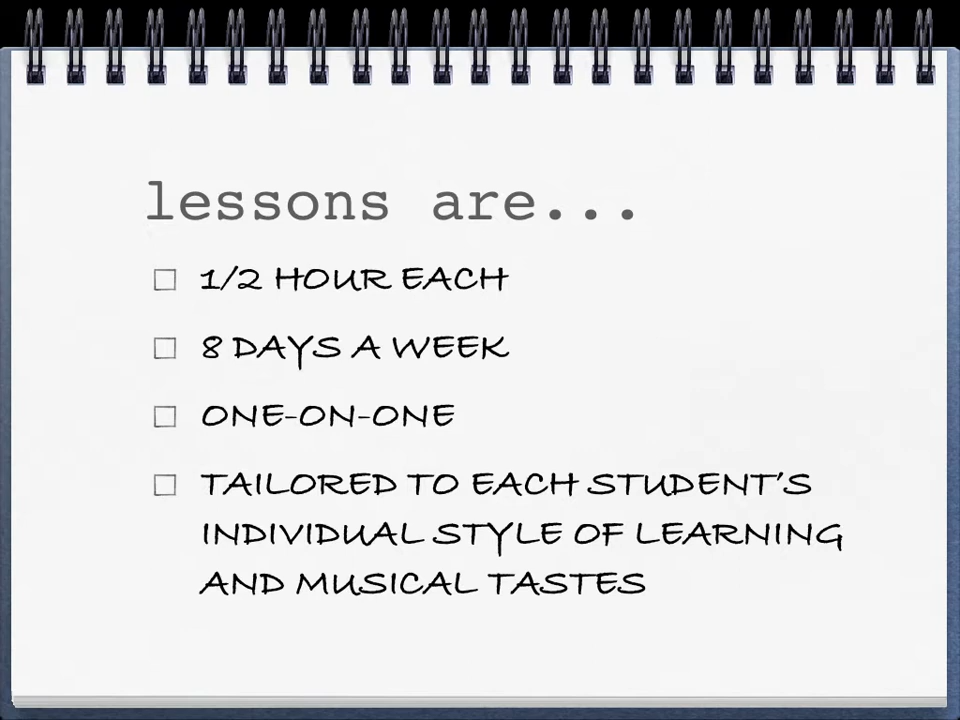 lessons are...
1/2 HOUR EACH
8 DAYS A WEEK
ONE-ON-ONE
TAILORED TO EACH STUDENT'S
INDIVIDUAL STYLE OF LEARNING
AND MUSICAL TASTES